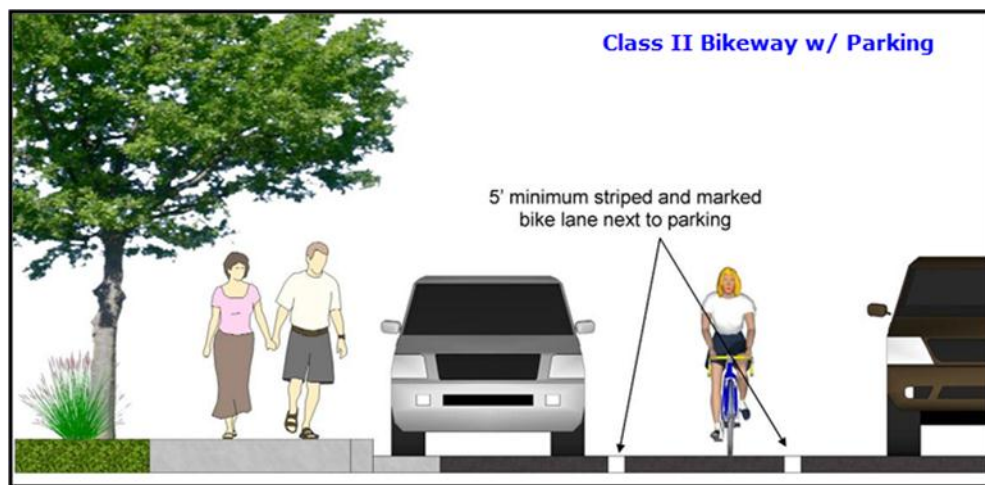 Class II Bikeway w/ Parking
5' minimum striped and marked
bike lane next to parking